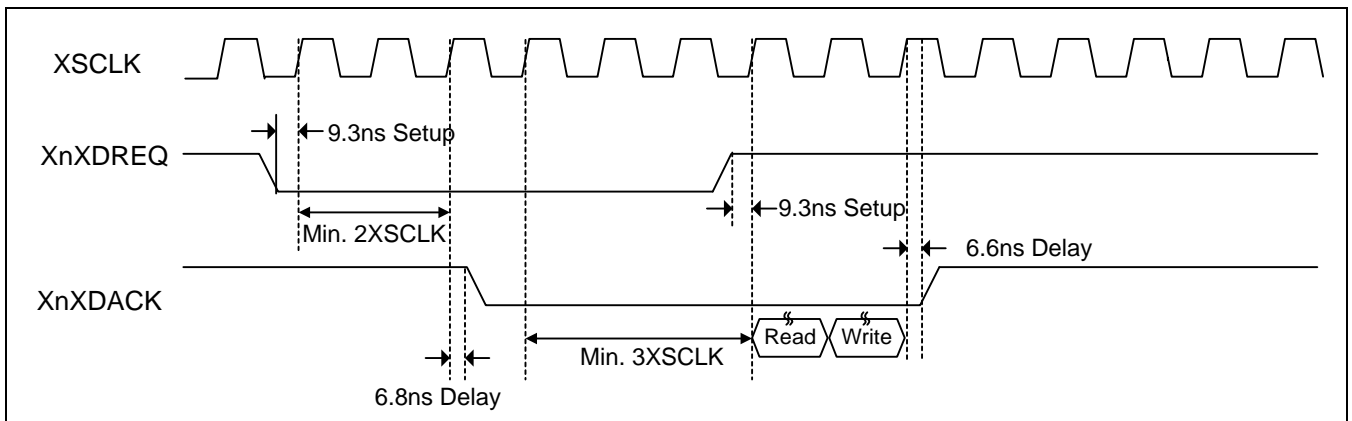 XSCLK
9.3ns Setup
XnXDREQ
9.3ns Setup
Min. 2XSCLK
6.6ns Delay
XnXDACK
Read
Write
Min. 3XSCLK
6.8ns Delay